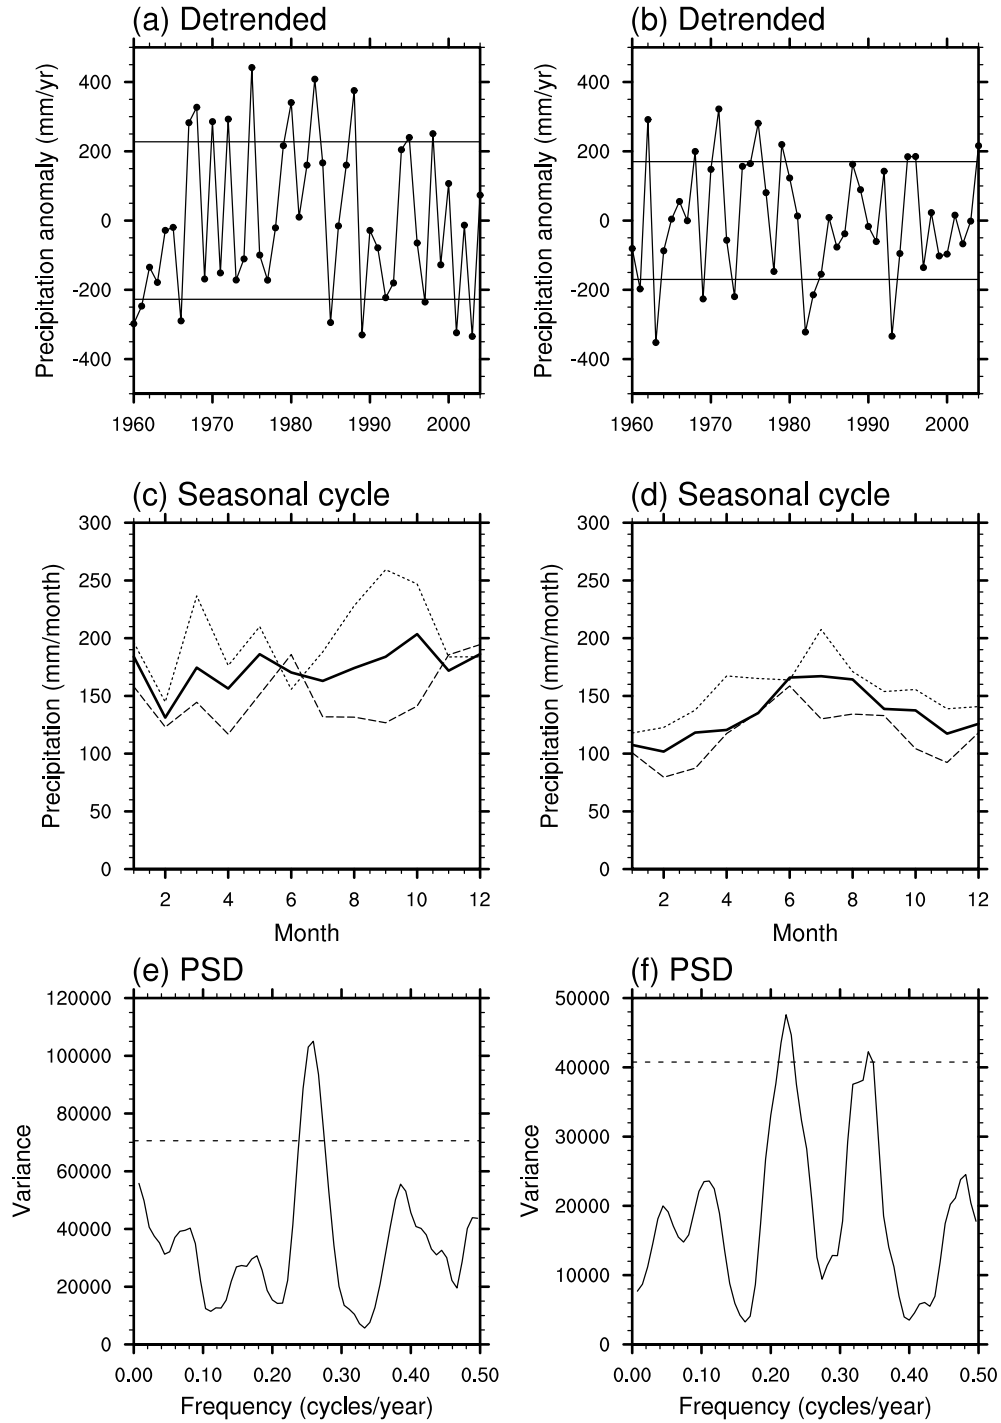 (a) Detrended
Precipitation anomaly (mm/yr)
400
200
0
-200
-400
1960 1970 1980 1990 2000
(b) Detrended
Precipitation anomaly (mm/yr)
400
200
0
-200
-400
1960 1970 1980 1990 2000
(c) Seasonal cycle
Precipitation (mm/month)
300
250
200
150
100
50
0
2 4 6 8 10 12
Month
(d) Seasonal cycle
Precipitation (mm/month)
300
250
200
150
100
50
0
2 4 6 8 10 12
Month
(e) PSD
Variance
120000
100000
80000
60000
40000
20000
0
0.00 0.10 0.20 0.30 0.40 0.50
Frequency (cycles/year)
(f) PSD
Variance
50000
40000
30000
20000
10000
0
0.00 0.10 0.20 0.30 0.40 0.50
Frequency (cycles/year)